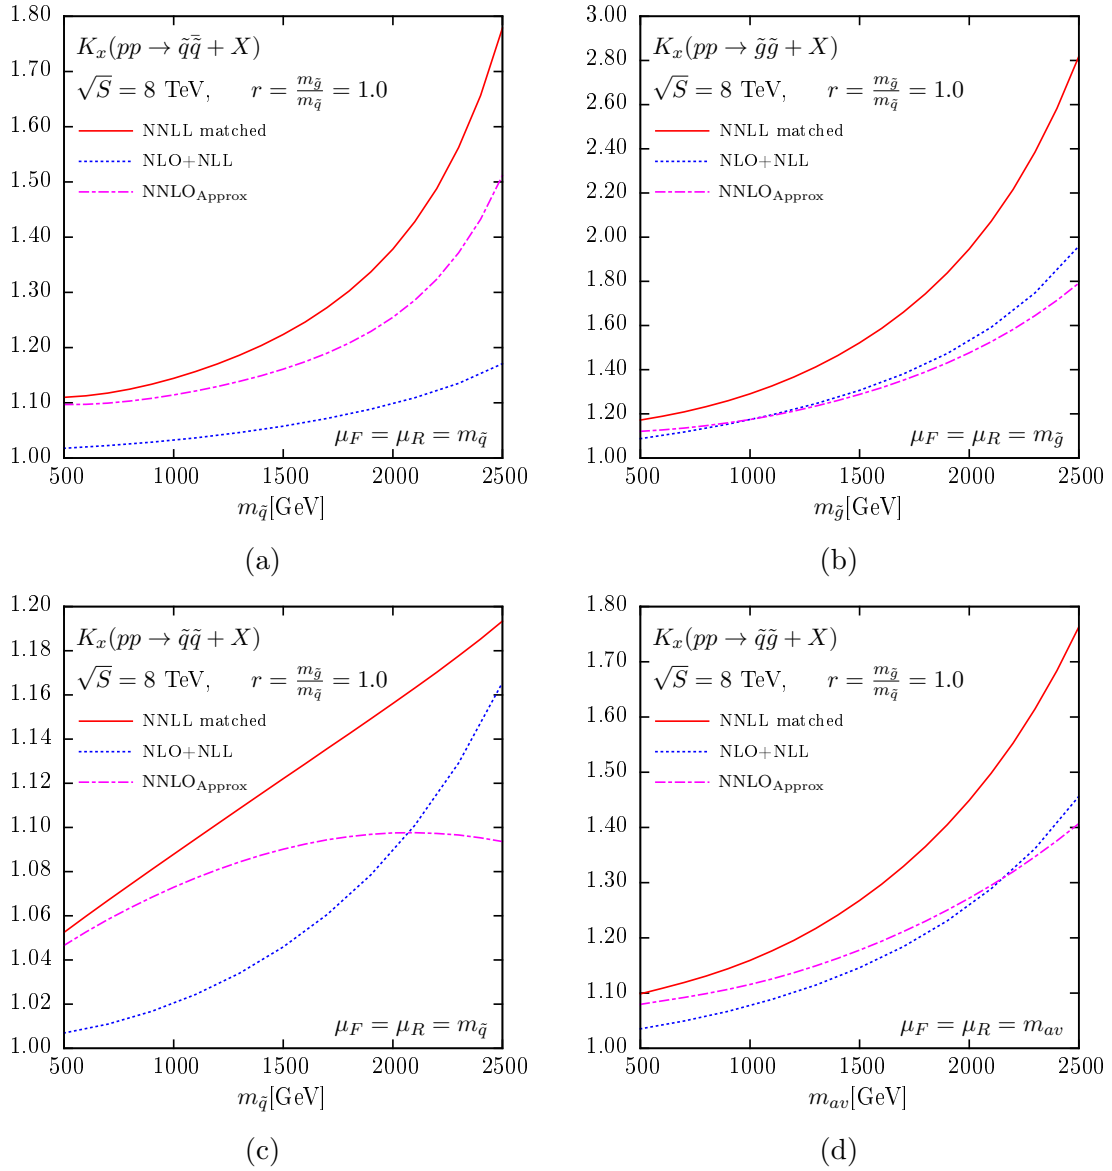 K_x(pp → q̃q̃̄ + X)
√S = 8 TeV, r = m_g̃/m_q̃ = 1.0
NNLL matched
NLO+NLL
NNLO_Approx
μ_F = μ_R = m_q̃
1.80
1.70
1.60
1.50
1.40
1.30
1.20
1.10
1.00
500 1000 1500 2000 2500
m_q̃[GeV]
(a)
K_x(pp → g̃g̃ + X)
√S = 8 TeV, r = m_g̃/m_q̃ = 1.0
NNLL matched
NLO+NLL
NNLO_Approx
μ_F = μ_R = m_g̃
3.00
2.80
2.60
2.40
2.20
2.00
1.80
1.60
1.40
1.20
1.00
500 1000 1500 2000 2500
m_g̃[GeV]
(b)
K_x(pp → q̃q̃ + X)
√S = 8 TeV, r = m_g̃/m_q̃ = 1.0
NNLL matched
NLO+NLL
NNLO_Approx
μ_F = μ_R = m_q̃
1.20
1.18
1.16
1.14
1.12
1.10
1.08
1.06
1.04
1.02
1.00
500 1000 1500 2000 2500
m_q̃[GeV]
(c)
K_x(pp → q̃g̃ + X)
√S = 8 TeV, r = m_g̃/m_q̃ = 1.0
NNLL matched
NLO+NLL
NNLO_Approx
μ_F = μ_R = m_av
1.80
1.70
1.60
1.50
1.40
1.30
1.20
1.10
1.00
500 1000 1500 2000 2500
m_av[GeV]
(d)